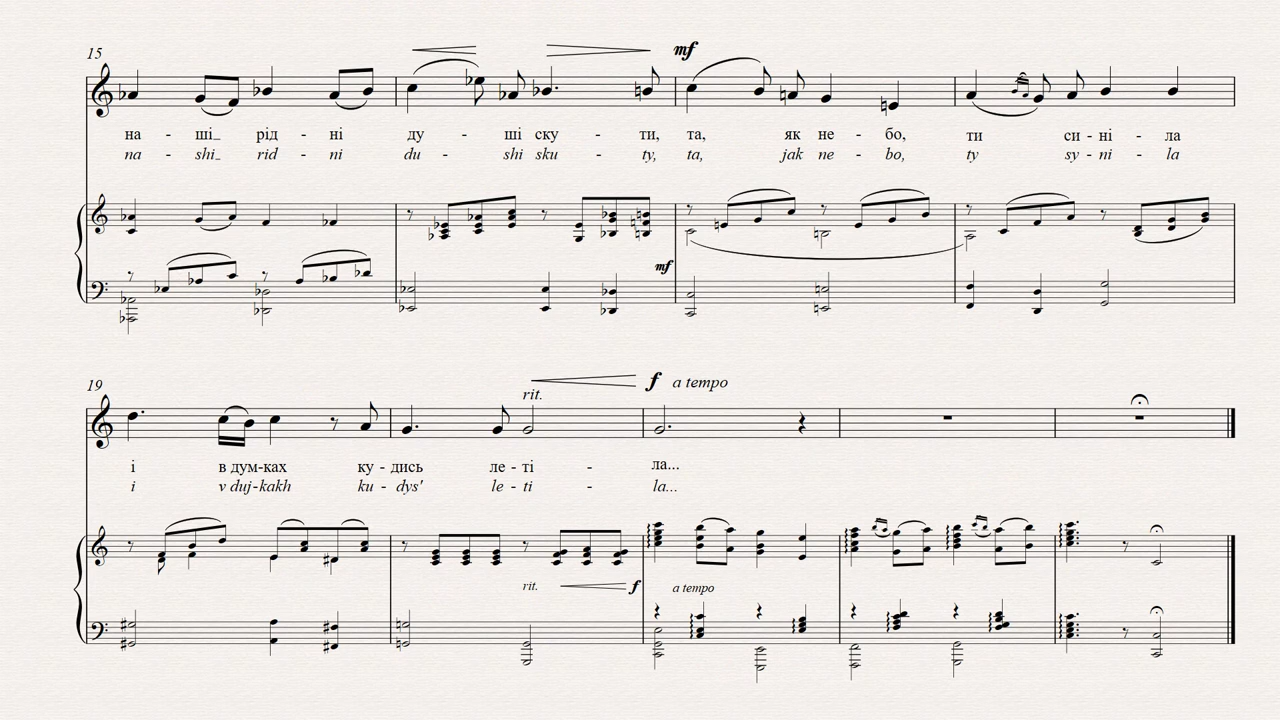 15
mf
на - ші_ рід - ні ду - ші ску - ти, та, як не - бо, ти си - ні - ла
na - shi_ rid - ni du - shi sku - ty, ta, jak ne - bo, ty sy - ni - la
mf
19
rit. f a tempo
і в дум-ках ку - дись ле - ті - ла...
i v duj-kakh ku - dys' le - ti - la...
rit. f a tempo